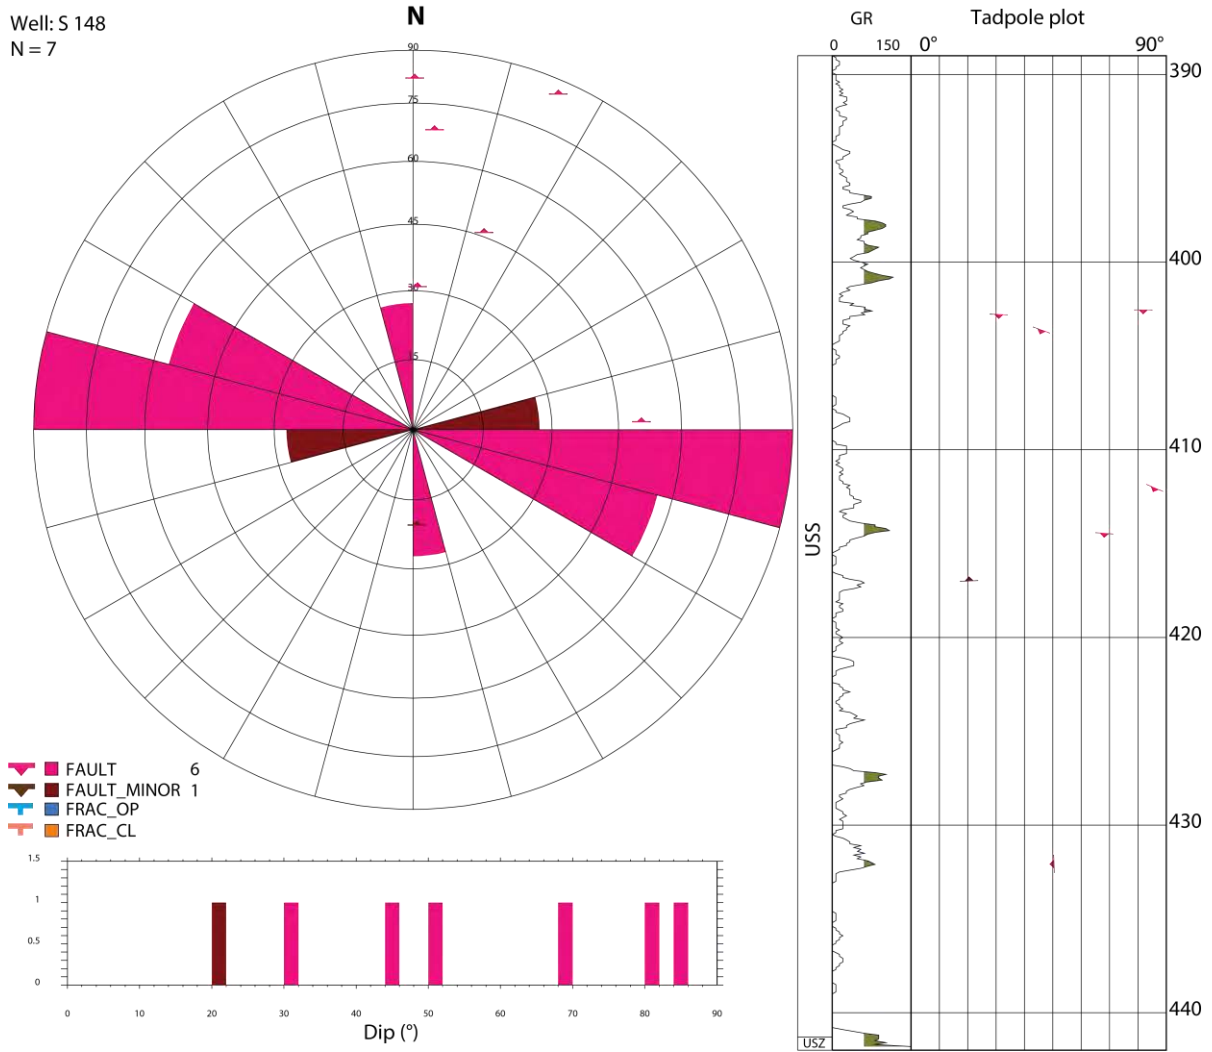 Well: S 148
N = 7
N
90
75
60
45
30
15
FAULT 6
FAULT_MINOR 1
FRAC_OP
FRAC_CL
1.5
1
0.5
0
0 10 20 30 40 50 60 70 80 90
Dip (°)
GR
Tadpole plot
0 150 0° 90°
390
400
410
420
430
440
USS
USZ